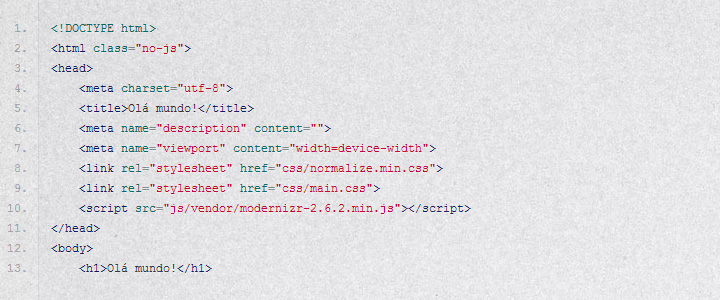 1. <!DOCTYPE html>
2. <html class="no-js">
3. <head>
4. <meta charset="utf-8">
5. <title>Olá mundo!</title>
6. <meta name="description" content="">
7. <meta name="viewport" content="width=device-width">
8. <link rel="stylesheet" href="css/normalize.min.css">
9. <link rel="stylesheet" href="css/main.css">
10. <script src="js/vendor/modernizr-2.6.2.min.js"></script>
11. </head>
12. <body>
13. <h1>Olá mundo!</h1>